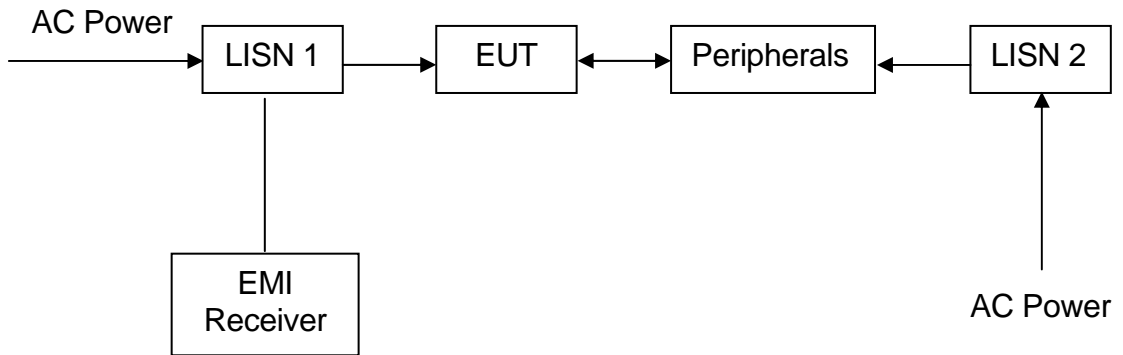 AC Power
LISN 1
EUT
Peripherals
LISN 2
EMI
Receiver
AC Power